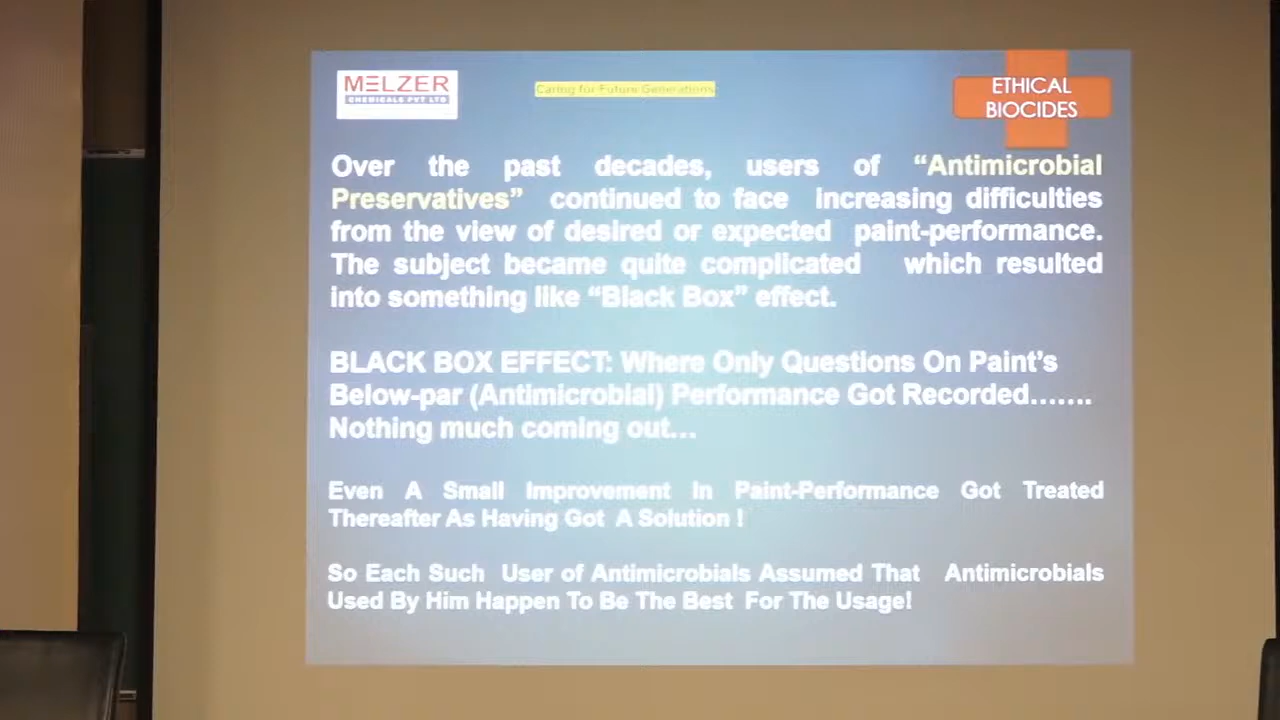 MELZER
CHEMICALS PVT LTD
Caring for Future Generations
ETHICAL
BIOCIDES
Over the past decades, users of “Antimicrobial
Preservatives” continued to face increasing difficulties
from the view of desired or expected paint-performance.
The subject became quite complicated which resulted
into something like “Black Box” effect.
BLACK BOX EFFECT: Where Only Questions On Paint’s
Below-par (Antimicrobial) Performance Got Recorded.......
Nothing much coming out...
Even A Small Improvement In Paint-Performance Got Treated
Thereafter As Having Got A Solution !
So Each Such User of Antimicrobials Assumed That Antimicrobials
Used By Him Happen To Be The Best For The Usage!